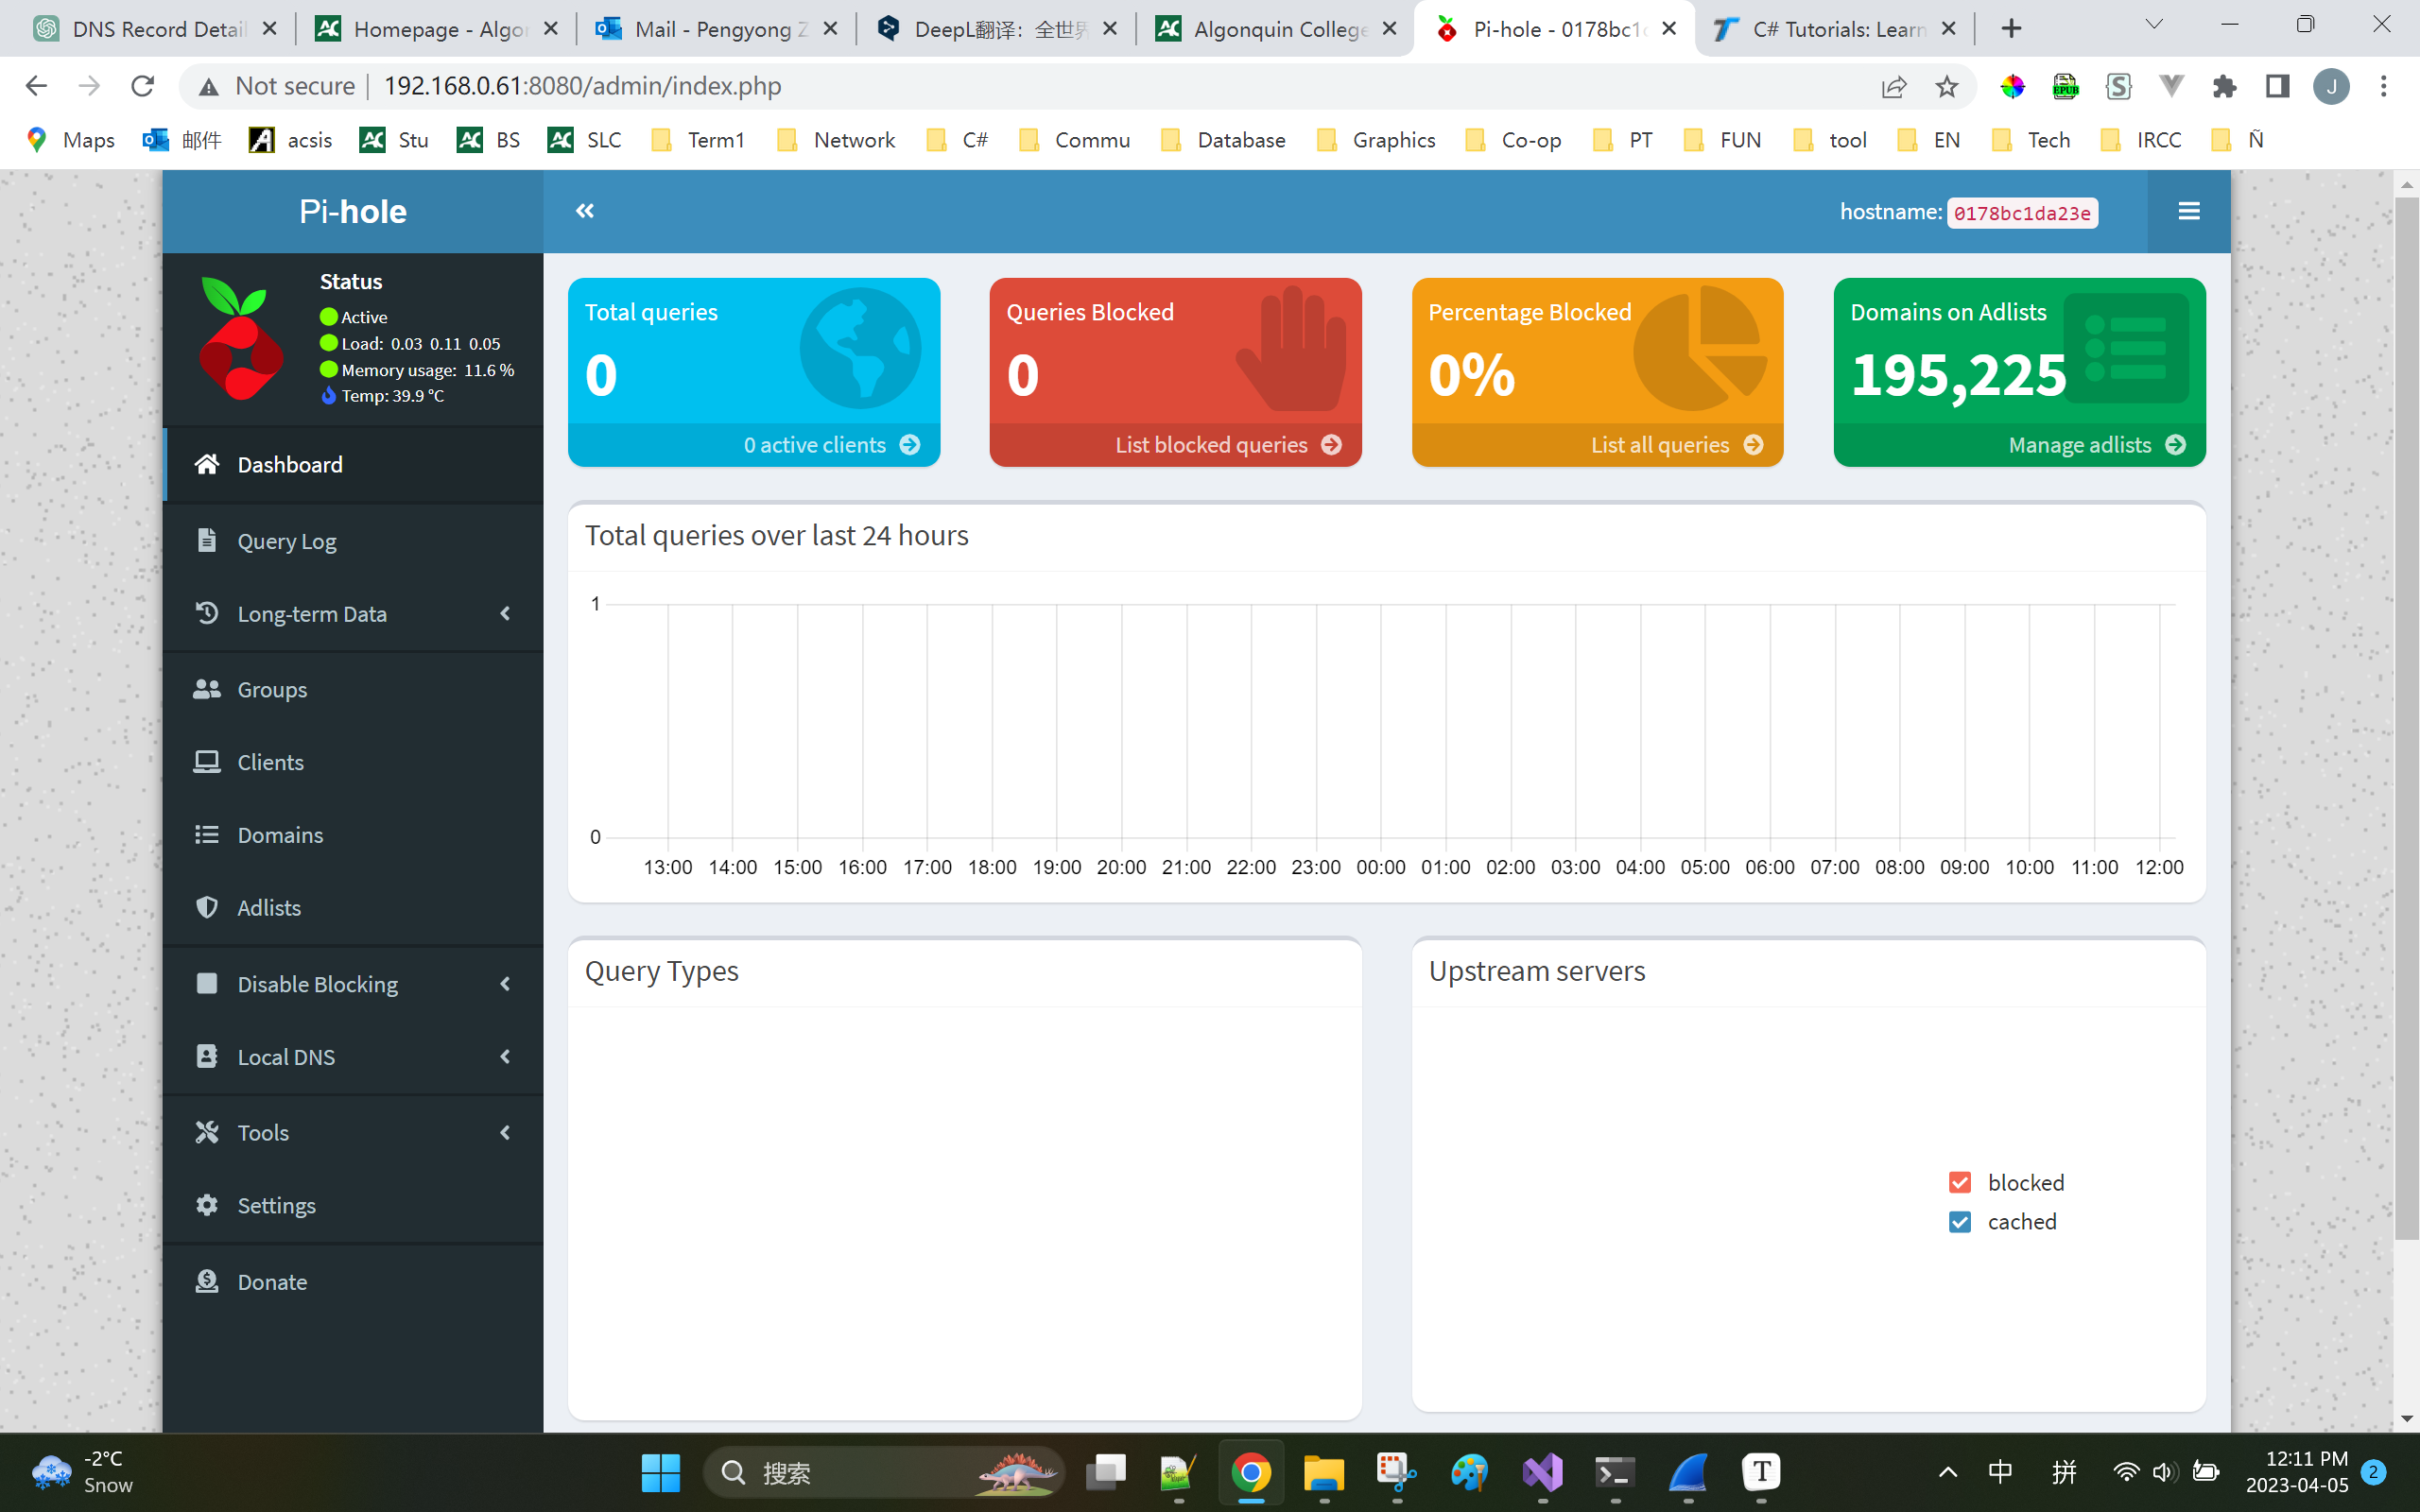 DNS Record Detail
Homepage - Algon
Mail - Pengyong Z
DeepL翻译：全世界
Algonquin College
Pi-hole - 0178bc1d
C# Tutorials: Learn
Not secure
192.168.0.61:8080/admin/index.php
J
Maps
邮件
acsis
Stu
BS
SLC
Term1
Network
C#
Commu
Database
Graphics
Co-op
PT
FUN
tool
EN
Tech
IRCC
Ñ
Pi-hole
hostname: 0178bc1da23e
Status
Active
Load: 0.03 0.11 0.05
Memory usage: 11.6 %
Temp: 39.9 °C
Dashboard
Query Log
Long-term Data
Groups
Clients
Domains
Adlists
Disable Blocking
Local DNS
Tools
Settings
Donate
Total queries
0
0 active clients
Queries Blocked
0
List blocked queries
Percentage Blocked
0%
List all queries
Domains on Adlists
195,225
Manage adlists
Total queries over last 24 hours
1
0
13:00 14:00 15:00 16:00 17:00 18:00 19:00 20:00 21:00 22:00 23:00 00:00 01:00 02:00 03:00 04:00 05:00 06:00 07:00 08:00 09:00 10:00 11:00 12:00
Query Types
Upstream servers
blocked
cached
-2°C
Snow
搜索
中
拼
12:11 PM
2023-04-05
2